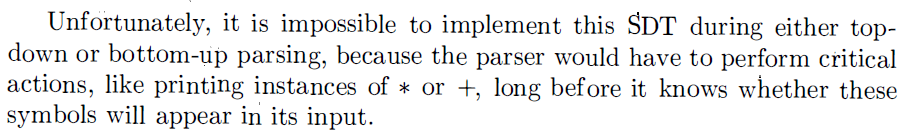 Unfortunately, it is impossible to implement this SDT during either top-
down or bottom-up parsing, because the parser would have to perform critical
actions, like printing instances of * or +, long before it knows whether these
symbols will appear in its input.